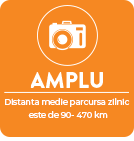 AMPLU
Distanta medie parcursa zilnic
este de 90- 470 km